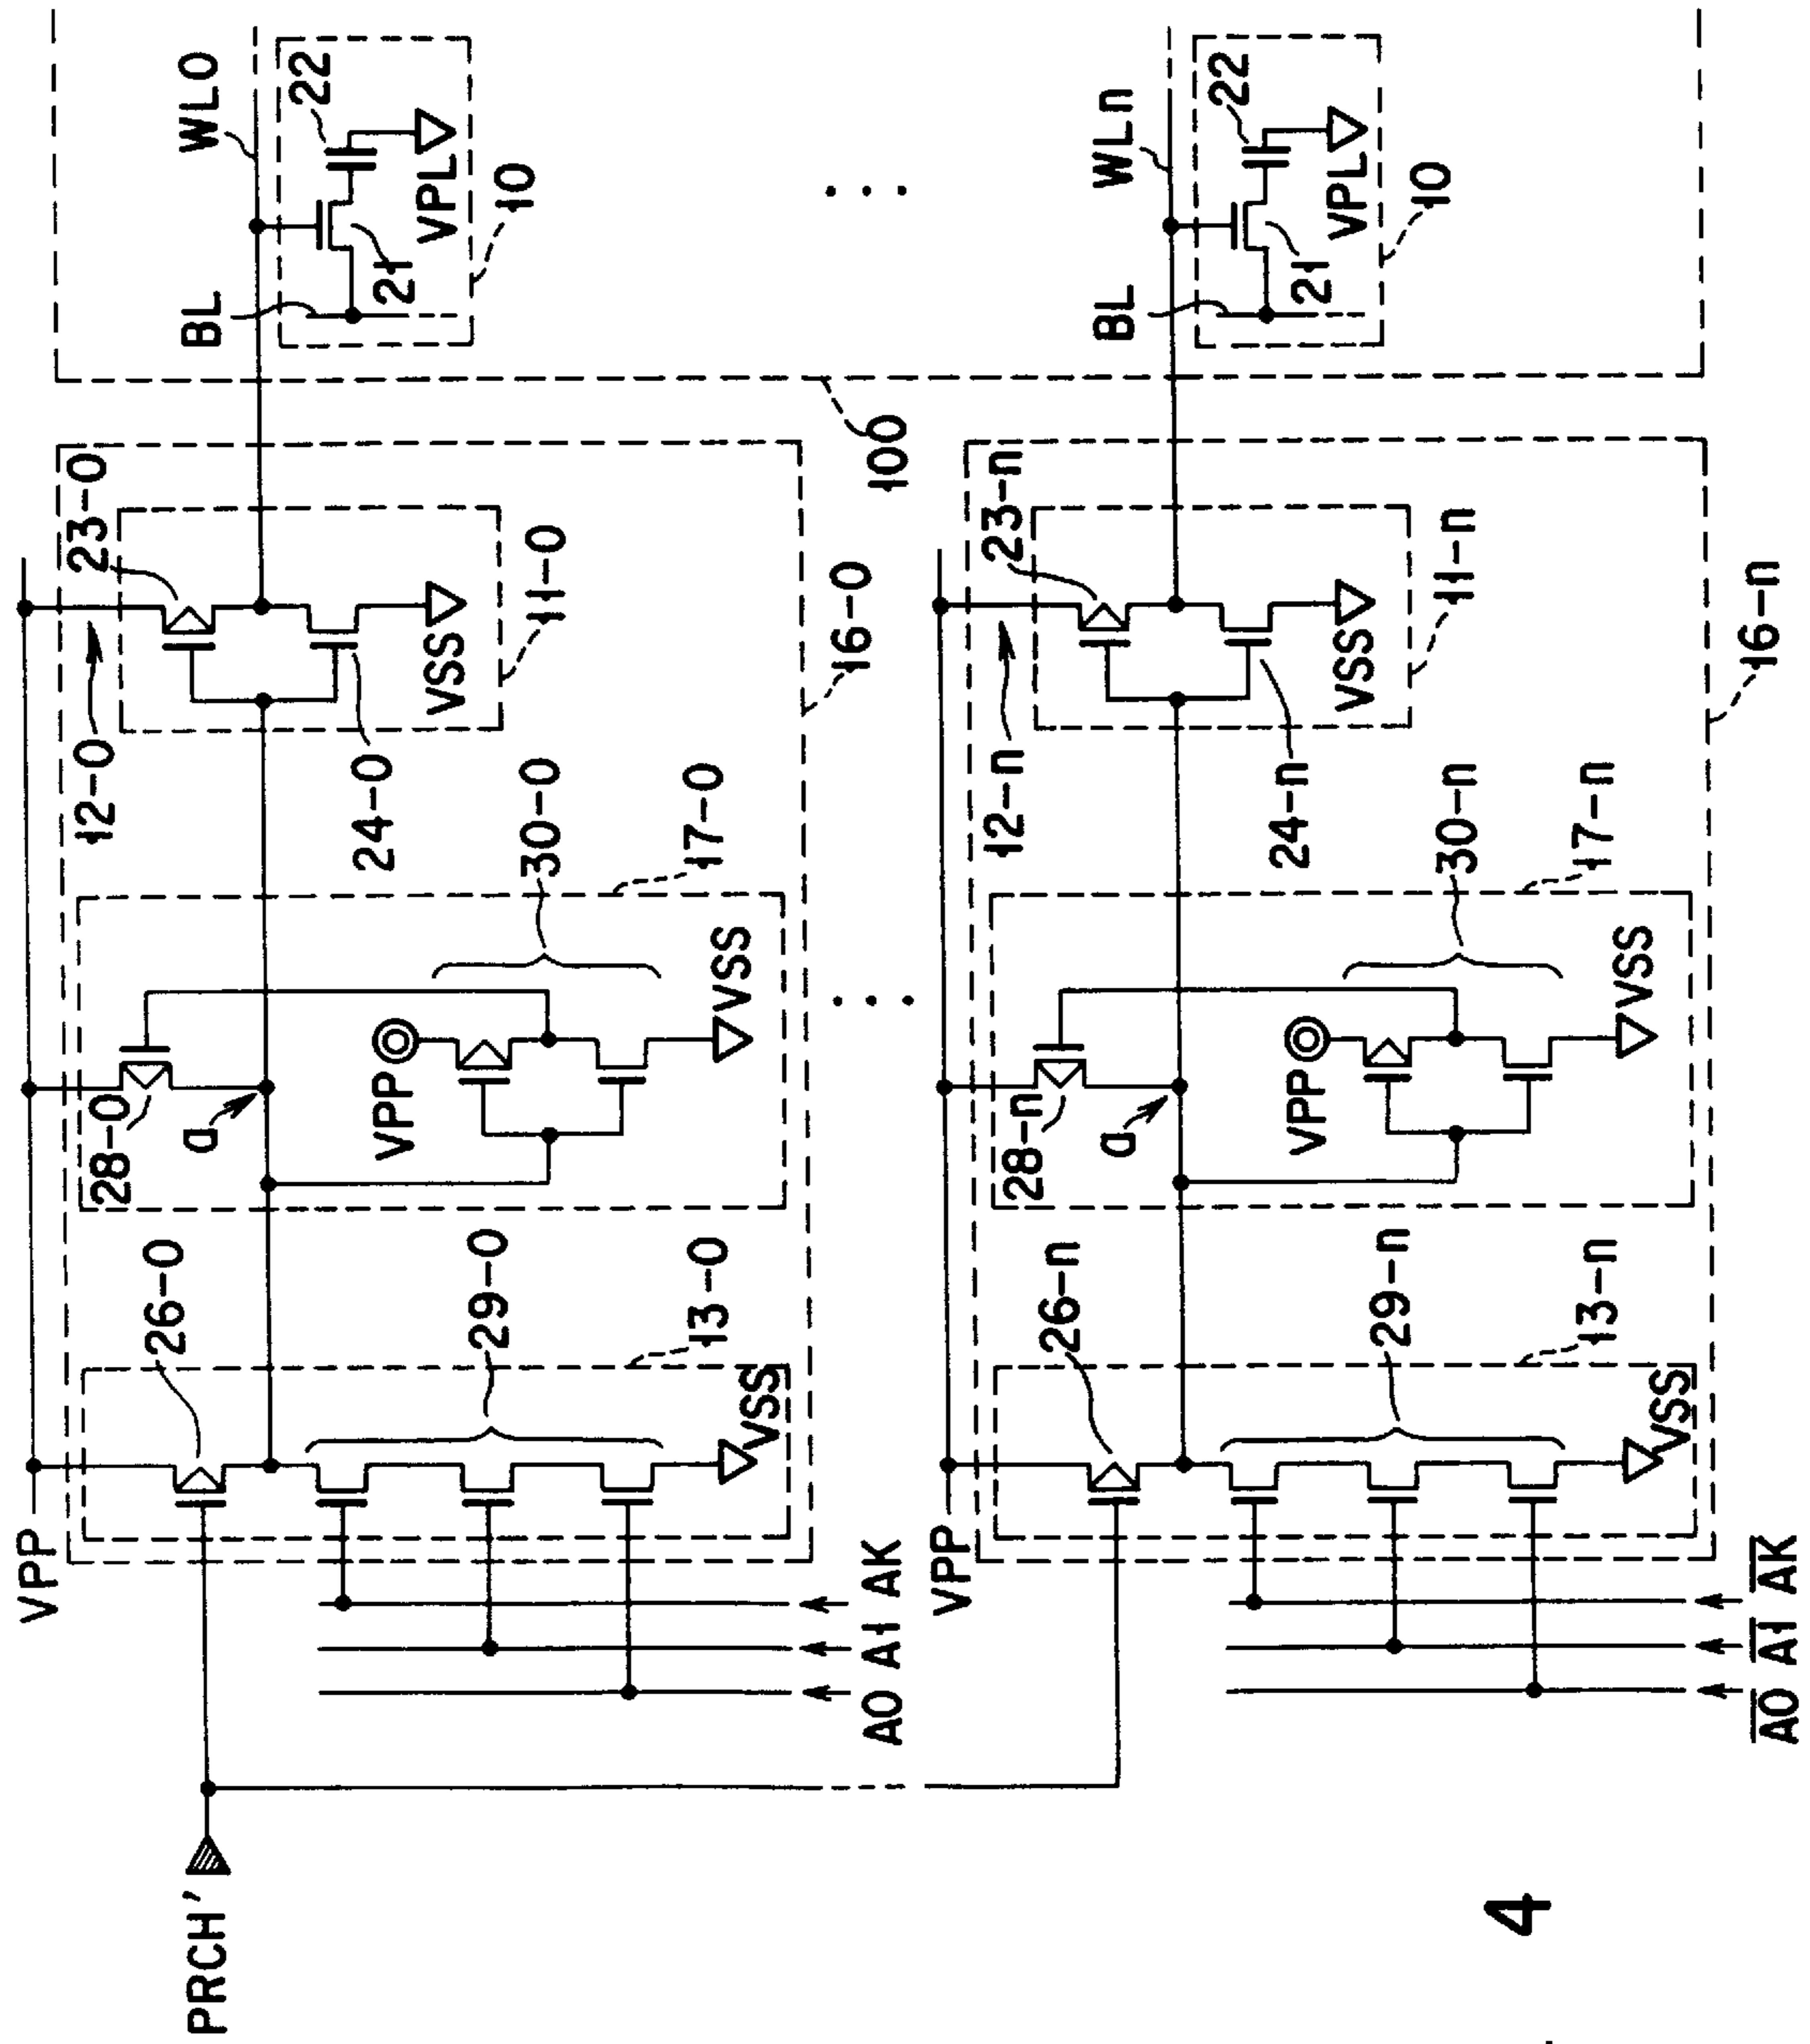 VPP
12-0
23-0
WL0
BL
22
21
VPL
10
28-0
a
26-0
PRCH'
VPP
30-0
24-0
VSS
11-0
29-0
VSS
17-0
13-0
VSS
16-0
100
A0 A1 AK
. . .
. . .
VPP
12-n
23-n
WLn
BL
22
21
VPL
10
28-n
a
26-n
VPP
30-n
24-n
VSS
11-n
29-n
VSS
17-n
13-n
VSS
16-n
A̅0̅ A̅1̅ A̅K̅
4